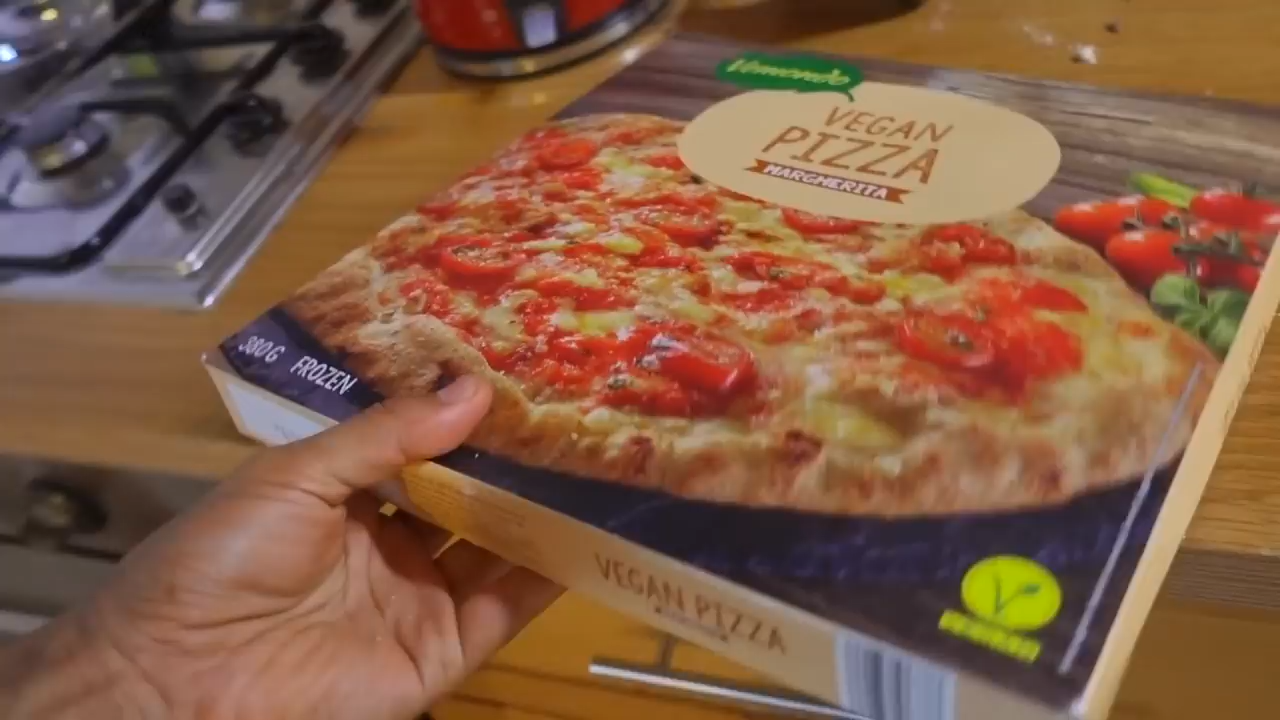 Vemondo
VEGAN
PIZZA
MARGHERITA
380G FROZEN
VEGAN PIZZA